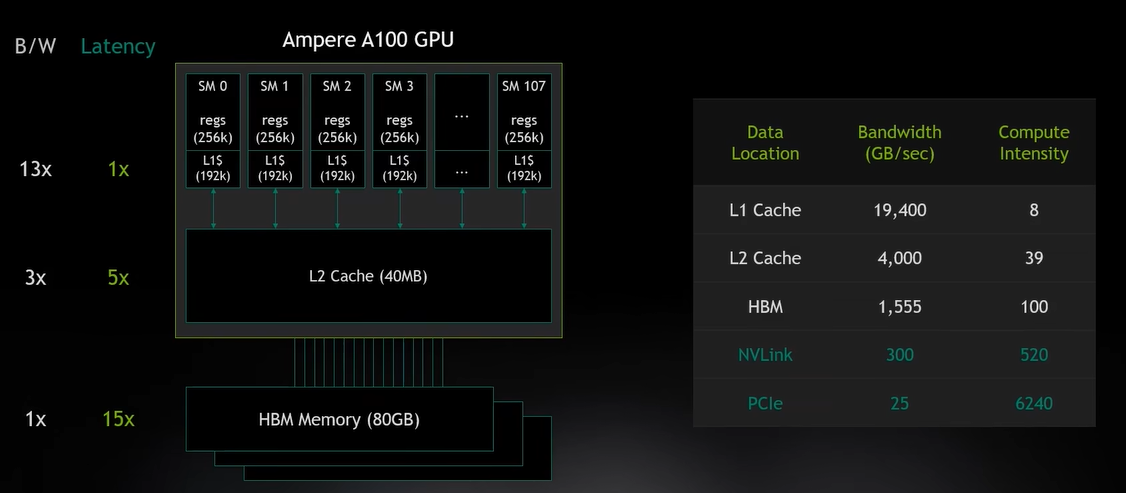 B/W Latency
Ampere A100 GPU
SM 0 SM 1 SM 2 SM 3 ... SM 107
regs regs regs regs regs
(256k) (256k) (256k) (256k) (256k)
13x 1x
L1$ L1$ L1$ L1$ ... L1$
(192k) (192k) (192k) (192k) (192k)
3x 5x
L2 Cache (40MB)
1x 15x
HBM Memory (80GB)
Data Location Bandwidth (GB/sec) Compute Intensity
L1 Cache 19,400 8
L2 Cache 4,000 39
HBM 1,555 100
NVLink 300 520
PCIe 25 6240